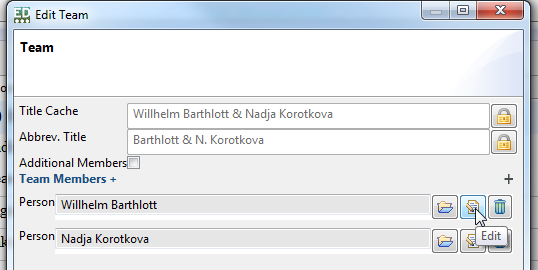 ED Edit Team
Team
Title Cache Willhelm Barthlott & Nadja Korotkova
Abbrev. Title Barthlott & N. Korotkova
Additional Members
Team Members + +
Person Willhelm Barthlott
Edit
Person Nadja Korotkova